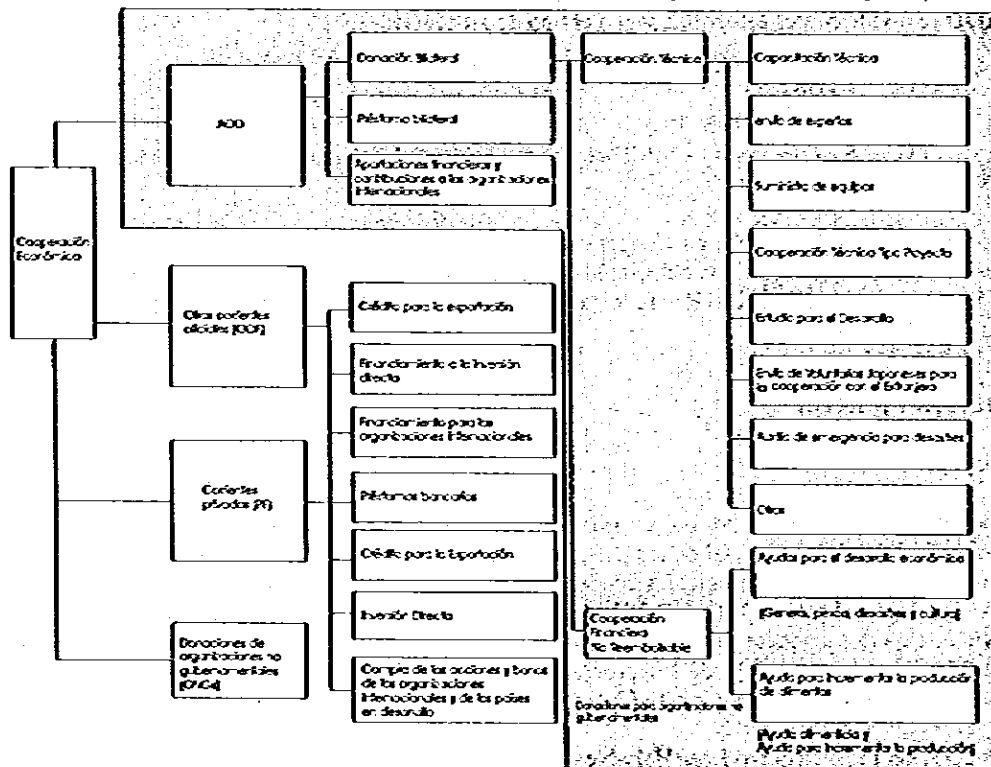 Cooperación
Económica
AOD
Donación Bilateral
Préstamo bilateral
Aportaciones financieras y
contribuciones a las organizaciones
Internacionales
Otras corrientes
oficiales [OOF]
Crédito para la exportación
Financiamiento a la inversión
directa
Financiamiento para las
organizaciones internacionales
Corrientes
privadas [PF]
Préstamos bancarios
Crédito para la Exportación
Inversión Directa
Compra de las acciones y bonos
de las organizaciones
Internacionales y de los países
en desarrollo
Donaciones de
organizaciones no
gubernamentales
[ONGs]
Cooperación Técnica
Capacitación Técnica
envío de expertos
Suministro de equipos
Cooperación Técnica Tipo Proyecto
Estudio para el Desarrollo
Envío de Voluntarios Japoneses para
la cooperación con el Extranjero
Auxilio de emergencia para desastres
Otros
Cooperación
Financiera
No Reembolsable
Ayudas para el desarrollo económico
[General, pesca, desastres y cultura]
Ayuda para incrementar la producción
de alimentos
[Ayuda alimenticia y
Ayuda para incrementar la producción]
Donaciones para organizaciones no
gubernamentales